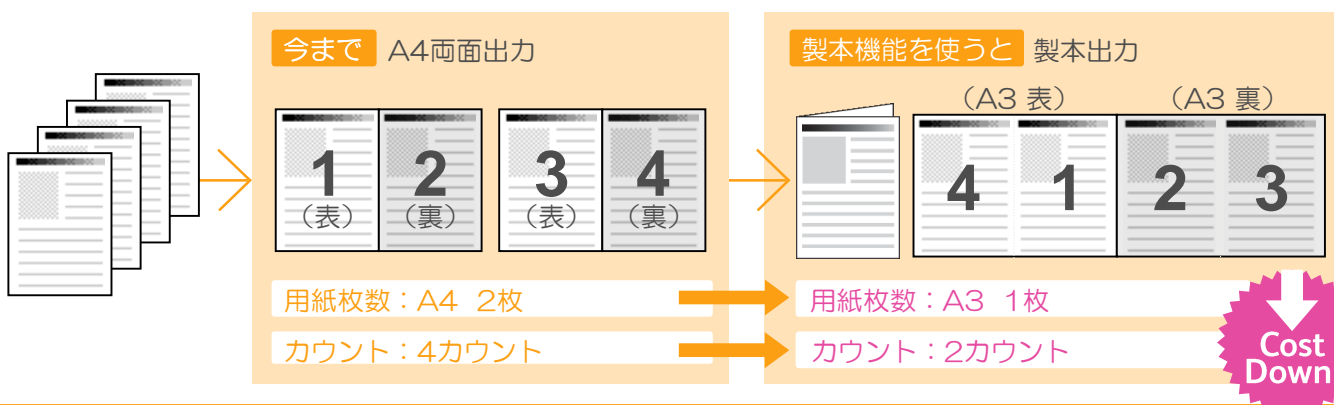 今まで A4両面出力
1 2 3 4
（表） （裏） （表） （裏）
用紙枚数：A4 2枚
カウント：4カウント
製本機能を使うと 製本出力
（A3 表） （A3 裏）
4 1 2 3
用紙枚数：A3 1枚
カウント：2カウント
Cost
Down